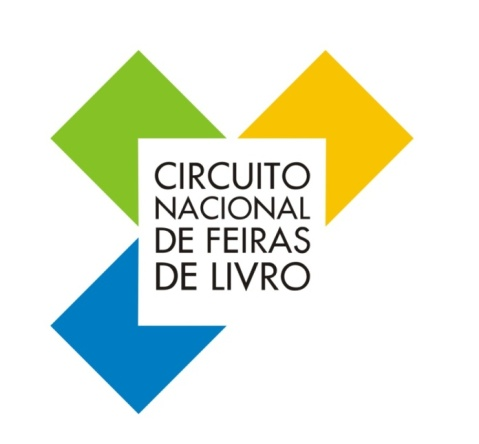 CIRCUITO
NACIONAL
DE FEIRAS
DE LIVRO